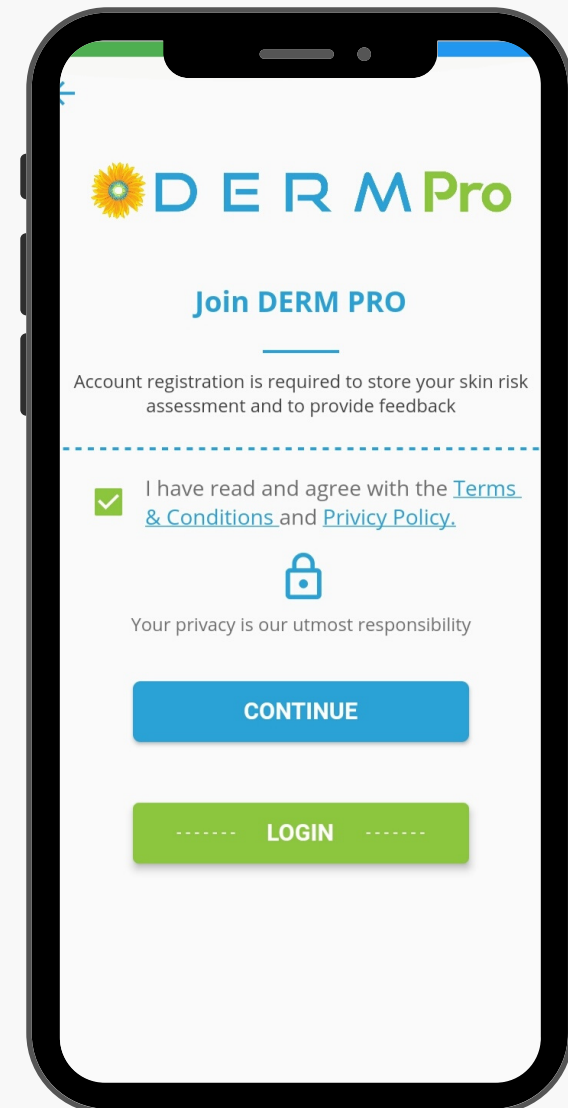 DERMPro
Join DERM PRO
Account registration is required to store your skin risk
assessment and to provide feedback
I have read and agree with the Terms
& Conditions and Privicy Policy.
Your privacy is our utmost responsibility
CONTINUE
------- LOGIN -------